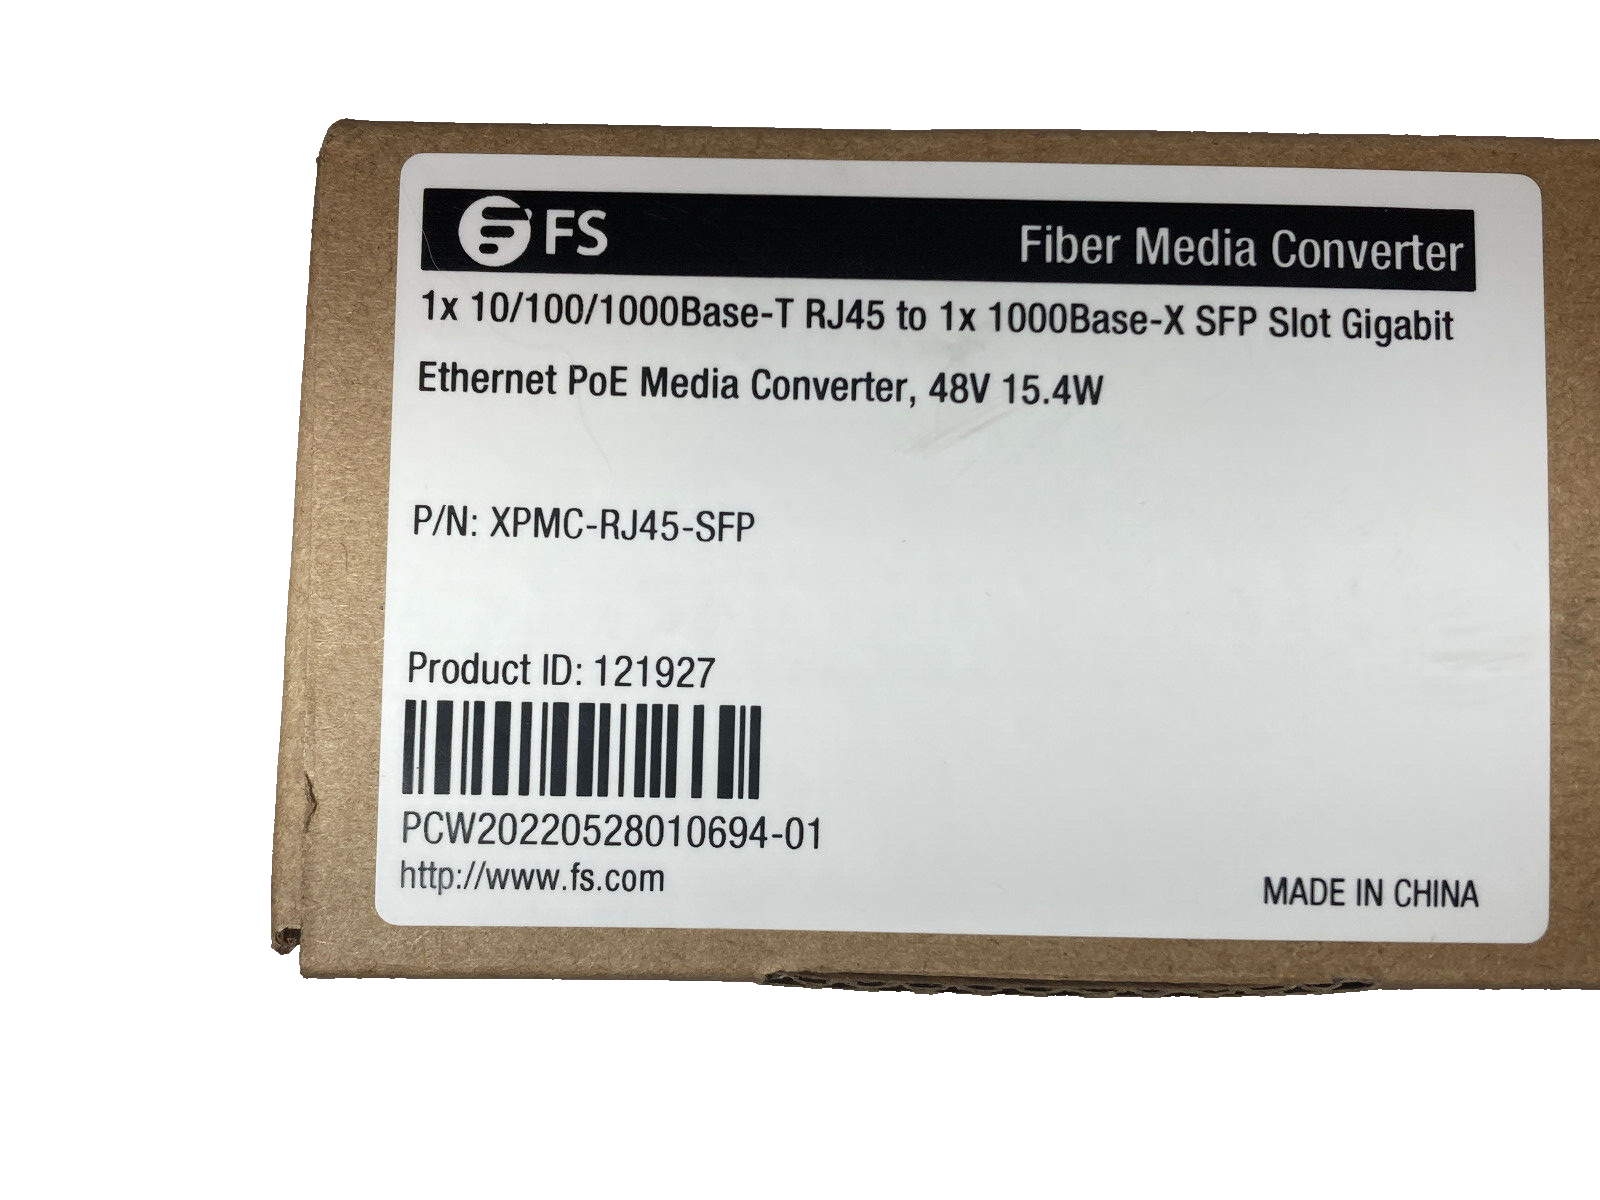 FS
Fiber Media Converter
1x 10/100/1000Base-T RJ45 to 1x 1000Base-X SFP Slot Gigabit
Ethernet PoE Media Converter, 48V 15.4W
P/N: XPMC-RJ45-SFP
Product ID: 121927
PCW20220528010694-01
http://www.fs.com
MADE IN CHINA